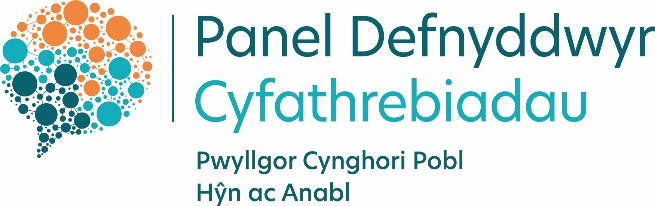 Panel Defnyddwyr
Cyfathrebiadau
Pwyllgor Cynghori Pobl
Hŷn ac Anabl